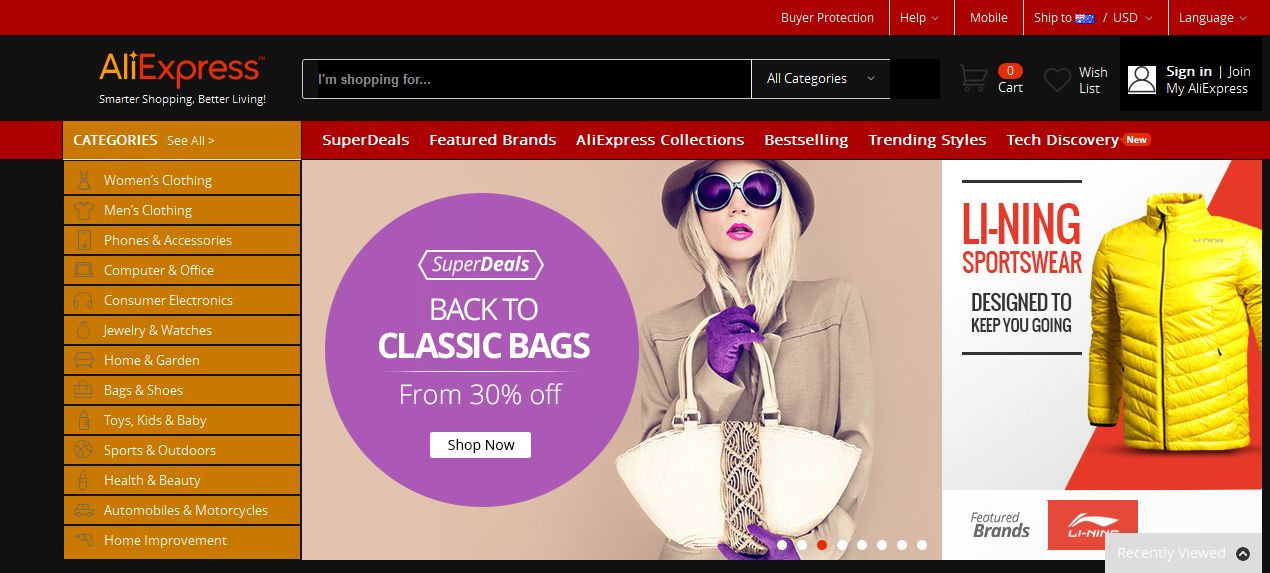 Buyer Protection
Help
Mobile
Ship to / USD
Language
AliExpress™
Smarter Shopping, Better Living!
I'm shopping for...
All Categories
0
Cart
Wish
List
Sign in | Join
My AliExpress
CATEGORIES See All >
SuperDeals
Featured Brands
AliExpress Collections
Bestselling
Trending Styles
Tech Discovery New
Women's Clothing
Men's Clothing
Phones & Accessories
Computer & Office
Consumer Electronics
Jewelry & Watches
Home & Garden
Bags & Shoes
Toys, Kids & Baby
Sports & Outdoors
Health & Beauty
Automobiles & Motorcycles
Home Improvement
SuperDeals
BACK TO
CLASSIC BAGS
From 30% off
Shop Now
LI-NING
SPORTSWEAR
DESIGNED TO
KEEP YOU GOING
LI-NING
Featured
Brands
LI-NING
Recently Viewed